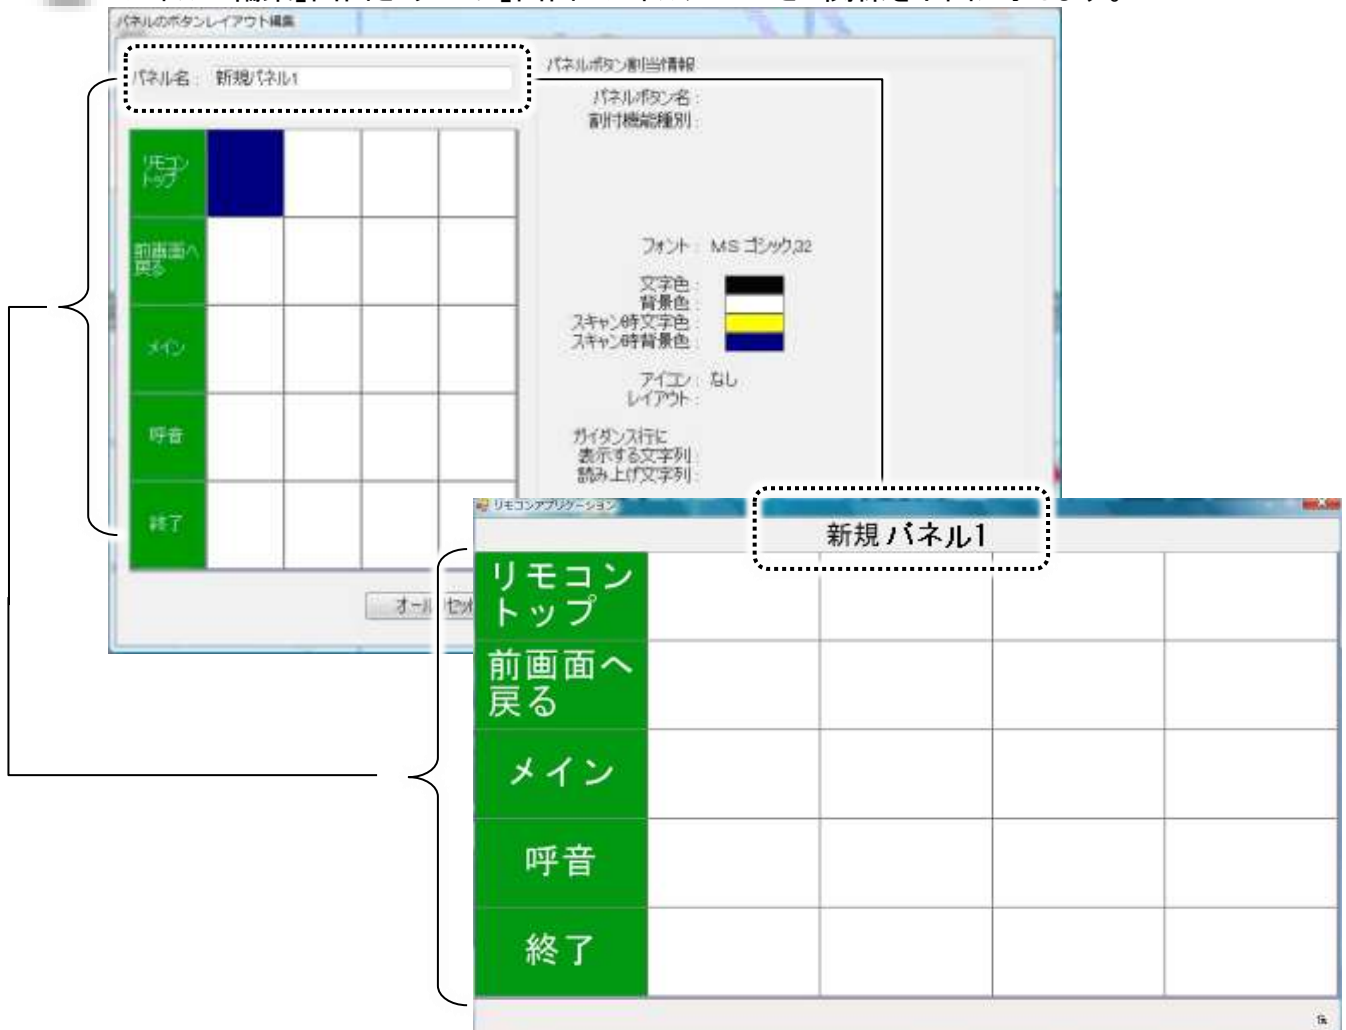 パネルのボタンレイアウト編集
パネル名： 新規パネル1
リモコン
トップ
前画面へ
戻る
メイン
呼音
終了
パネルボタン割当情報
パネルボタン名：
割付機能種別：
フォント： MS ゴシック,32
文字色：
背景色：
スキャン時文字色：
スキャン時背景色：
アイコン： なし
レイアウト：
ガイダンス行に
表示する文字列：
読み上げ文字列：
リモコンアプリケーション
新規パネル1
リモコン
トップ
前画面へ
戻る
メイン
呼音
終了